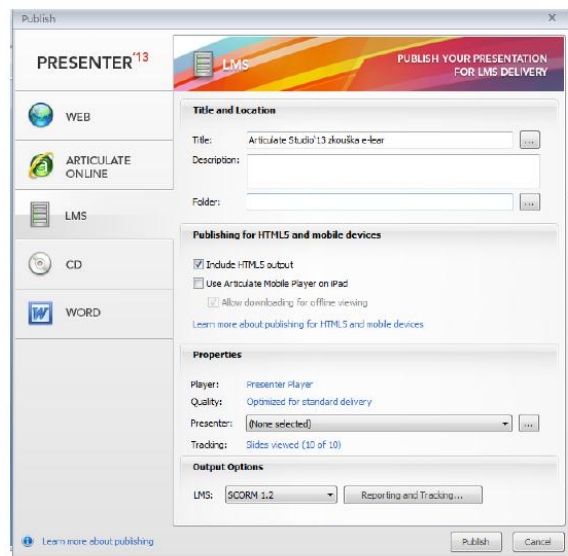 Publish
PRESENTER'13
WEB
ARTICULATE
ONLINE
LMS
CD
WORD
Learn more about publishing
LMS
PUBLISH YOUR PRESENTATION
FOR LMS DELIVERY
Title and Location
Title: Articulate Studio'13 zkouška e-lear ...
Description:
Folder: ...
Publishing for HTML5 and mobile devices
Include HTML5 output
Use Articulate Mobile Player on iPad
Allow downloading for offline viewing
Learn more about publishing for HTML5 and mobile devices
Properties
Player: Presenter Player
Quality: Optimized for standard delivery
Presenter: (None selected) ...
Tracking: Slides viewed (10 of 10)
Output Options
LMS: SCORM 1.2 Reporting and Tracking...
Publish Cancel